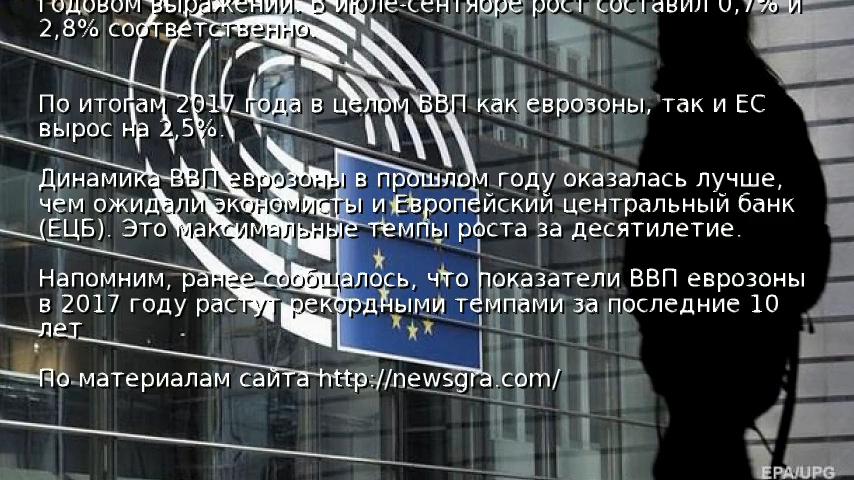 годовом выражении. В июле-сентябре рост составил 0,7% и
2,8% соответственно.
По итогам 2017 года в целом ВВП как еврозоны, так и ЕС
вырос на 2,5%.
Динамика ВВП еврозоны в прошлом году оказалась лучше,
чем ожидали экономисты и Европейский центральный банк
(ЕЦБ). Это максимальные темпы роста за десятилетие.
Напомним, ранее сообщалось, что показатели ВВП еврозоны
в 2017 году растут рекордными темпами за последние 10
лет
По материалам сайта http://newsgra.com/
EPA/UPG